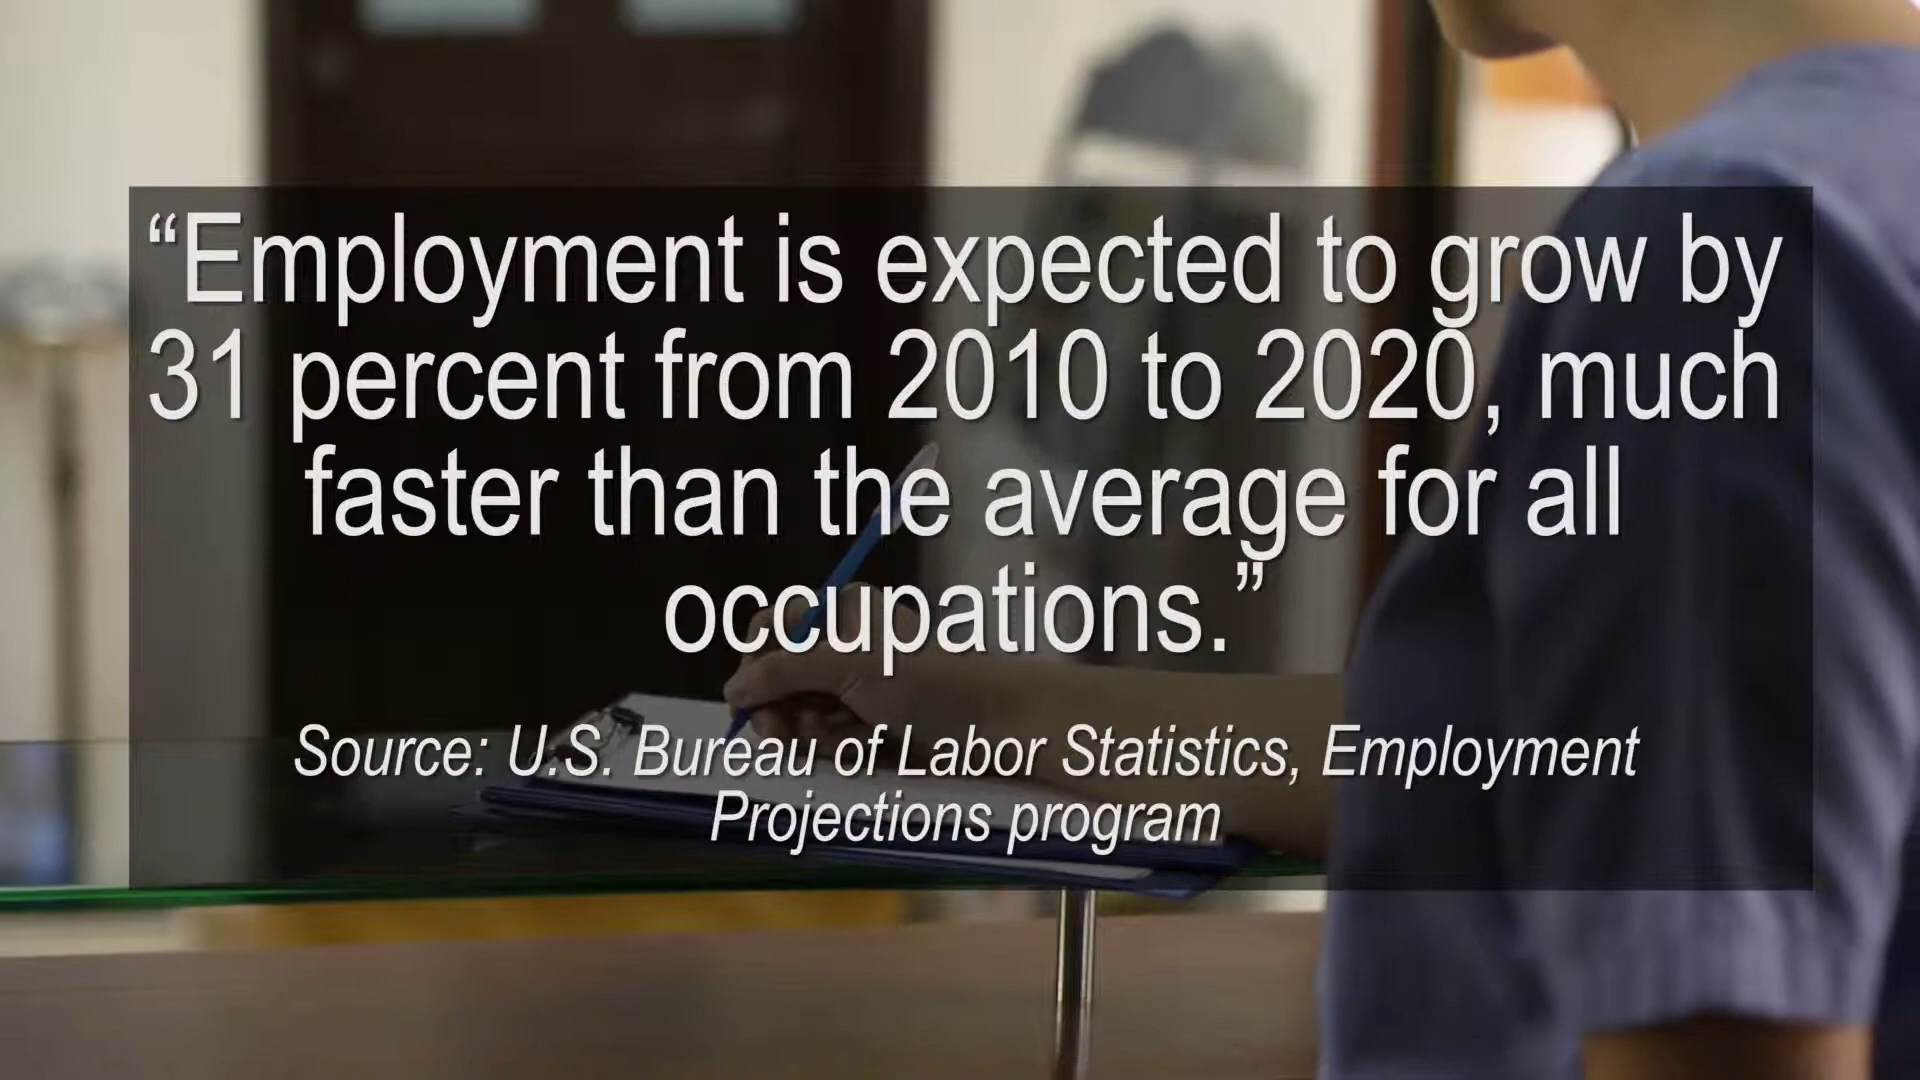 “Employment is expected to grow by
31 percent from 2010 to 2020, much
faster than the average for all
occupations.”
Source: U.S. Bureau of Labor Statistics, Employment
Projections program